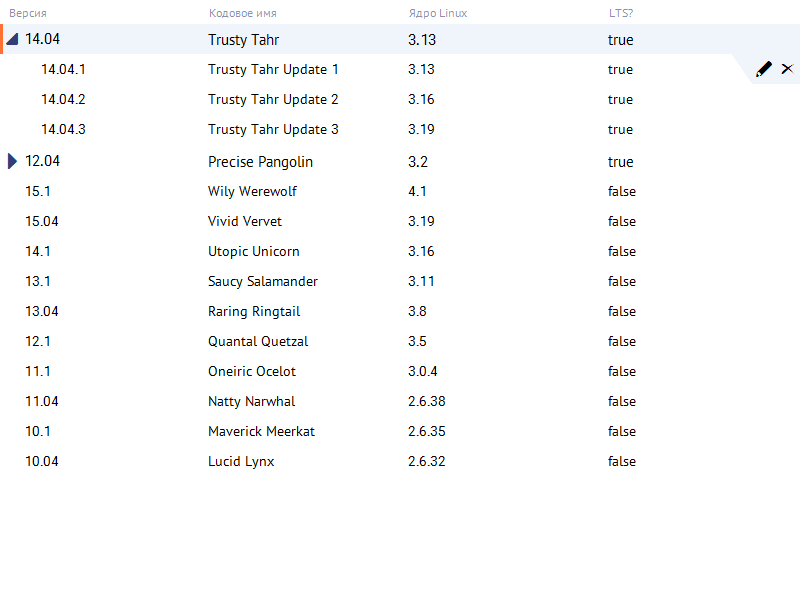 Версия Кодовое имя Ядро Linux LTS?
14.04 Trusty Tahr 3.13 true
14.04.1 Trusty Tahr Update 1 3.13 true
14.04.2 Trusty Tahr Update 2 3.16 true
14.04.3 Trusty Tahr Update 3 3.19 true
12.04 Precise Pangolin 3.2 true
15.1 Wily Werewolf 4.1 false
15.04 Vivid Vervet 3.19 false
14.1 Utopic Unicorn 3.16 false
13.1 Saucy Salamander 3.11 false
13.04 Raring Ringtail 3.8 false
12.1 Quantal Quetzal 3.5 false
11.1 Oneiric Ocelot 3.0.4 false
11.04 Natty Narwhal 2.6.38 false
10.1 Maverick Meerkat 2.6.35 false
10.04 Lucid Lynx 2.6.32 false